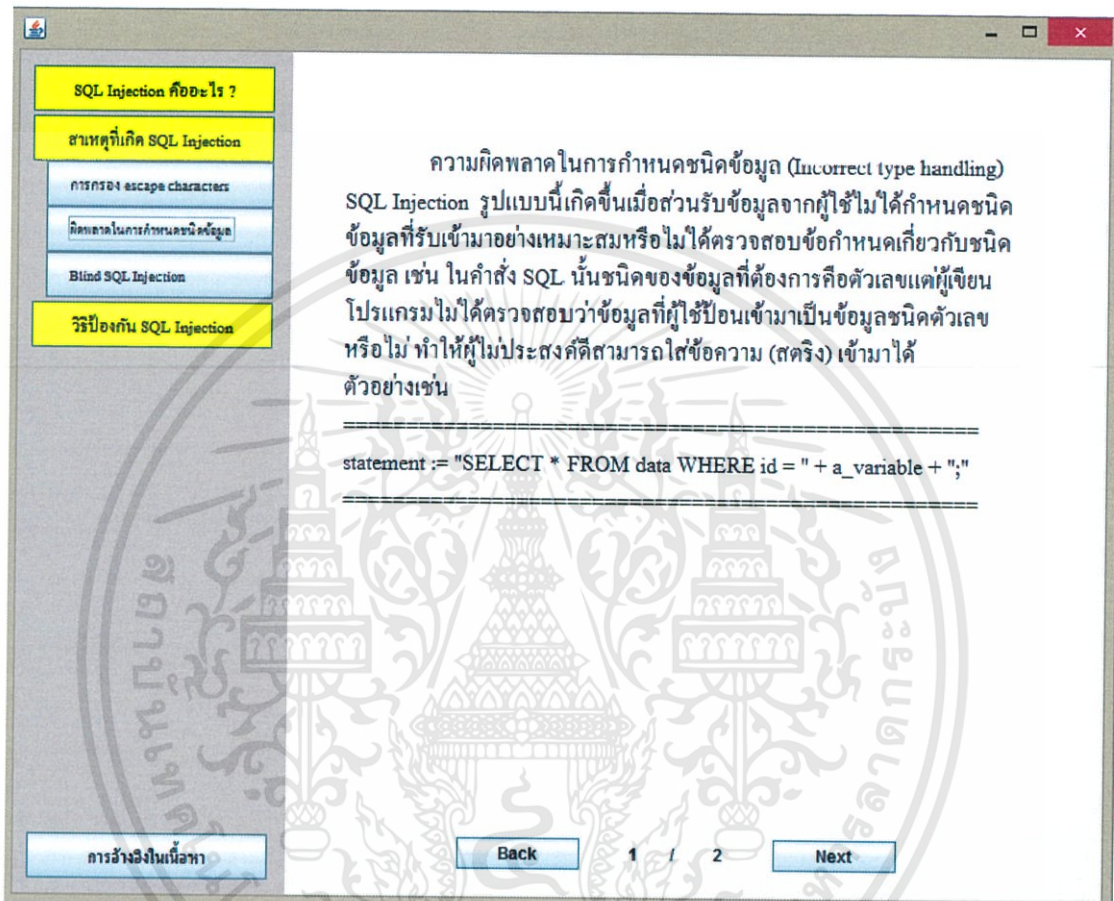 SQL Injection คืออะไร ?
สาเหตุที่เกิด SQL Injection
การกรอง escape characters
ผิดพลาดในการกำหนดชนิดข้อมูล
Blind SQL Injection
วิธีป้องกัน SQL Injection
การอ้างอิงในเนื้อหา
ความผิดพลาดในการกำหนดชนิดข้อมูล (Incorrect type handling)
SQL Injection รูปแบบนี้เกิดขึ้นเมื่อส่วนรับข้อมูลจากผู้ใช้ไม่ได้กำหนดชนิด
ข้อมูลที่รับเข้ามาอย่างเหมาะสมหรือไม่ได้ตรวจสอบข้อกำหนดเกี่ยวกับชนิด
ข้อมูล เช่น ในคำสั่ง SQL นั้นชนิดของข้อมูลที่ต้องการคือตัวเลขแต่ผู้เขียน
โปรแกรมไม่ได้ตรวจสอบว่าข้อมูลที่ผู้ใช้ป้อนเข้ามาเป็นข้อมูลชนิดตัวเลข
หรือไม่ ทำให้ผู้ไม่ประสงค์ดีสามารถใส่ข้อความ (สตริง) เข้ามาได้
ตัวอย่างเช่น
==================================================
statement := "SELECT * FROM data WHERE id = " + a_variable + ";"
==================================================
Back 1 / 2 Next